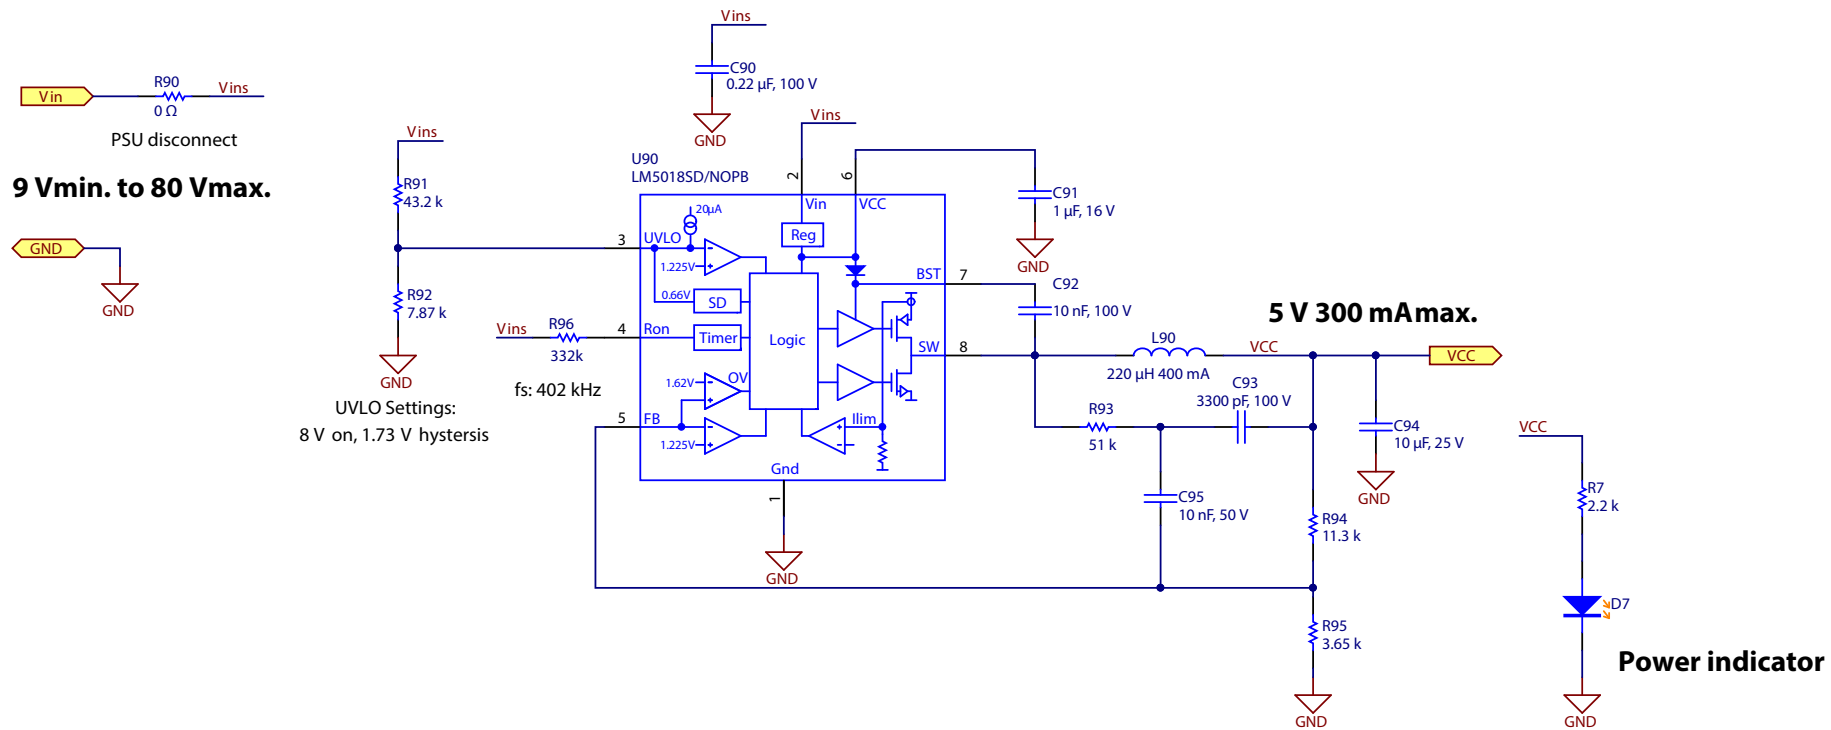 Vin
R90
0 Ω
Vins
PSU disconnect
9 Vmin. to 80 Vmax.
GND
GND
Vins
R91
43.2 k
R92
7.87 k
GND
UVLO Settings:
8 V on, 1.73 V hystersis
Vins
C90
0.22 µF, 100 V
GND
Vins
U90
LM5018SD/NOPB
2
6
Vin
VCC
20µA
Reg
3
UVLO
1.225V
0.66V
SD
Vins
R96
332k
4
Ron
Timer
Logic
fs: 402 kHz
1.62V
OV
5
FB
1.225V
Ilim
Gnd
1
GND
BST
7
SW
8
C91
1 µF, 16 V
GND
C92
10 nF, 100 V
5 V 300 mAmax.
L90
220 µH 400 mA
VCC
VCC
C93
3300 pF, 100 V
R93
51 k
C94
10 µF, 25 V
GND
C95
10 nF, 50 V
R94
11.3 k
R95
3.65 k
GND
VCC
R7
2.2 k
D7
Power indicator
GND